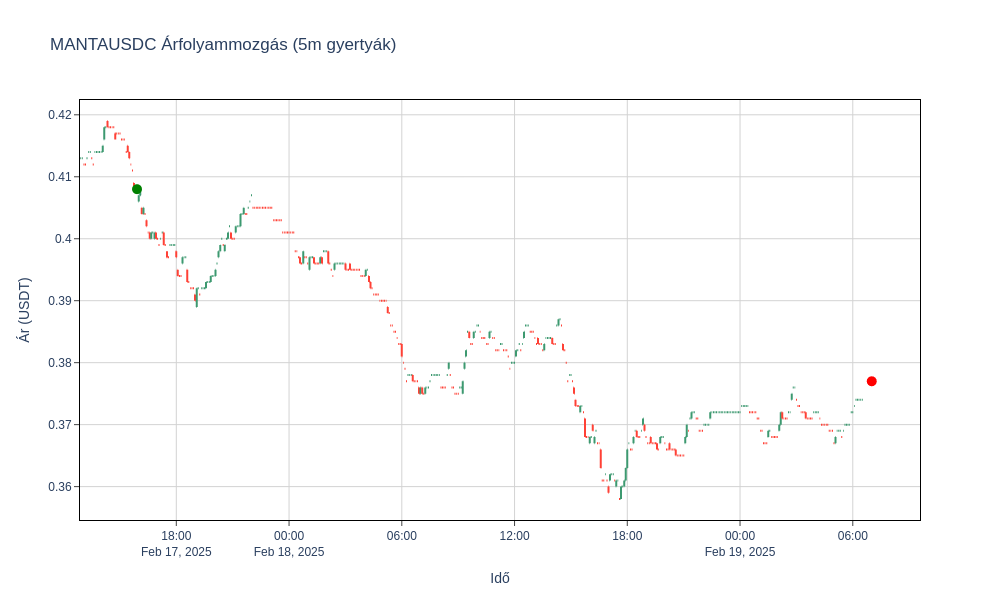 MANTAUSDC Árfolyammozgás (5m gyertyák)
0.42
0.41
0.4
0.39
0.38
0.37
0.36
Ár (USDT)
18:00
Feb 17, 2025
00:00
Feb 18, 2025
06:00
12:00
18:00
00:00
Feb 19, 2025
06:00
Idő